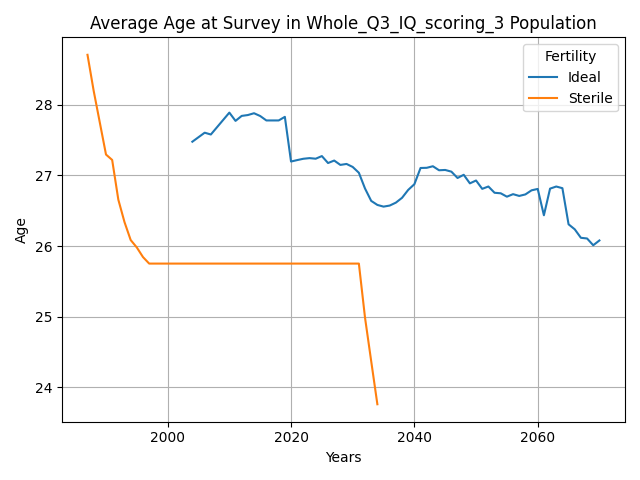 Average Age at Survey in Whole_Q3_IQ_scoring_3 Population
Fertility
Ideal
Sterile
28
27
26
25
24
Age
2000
2020
2040
2060
Years